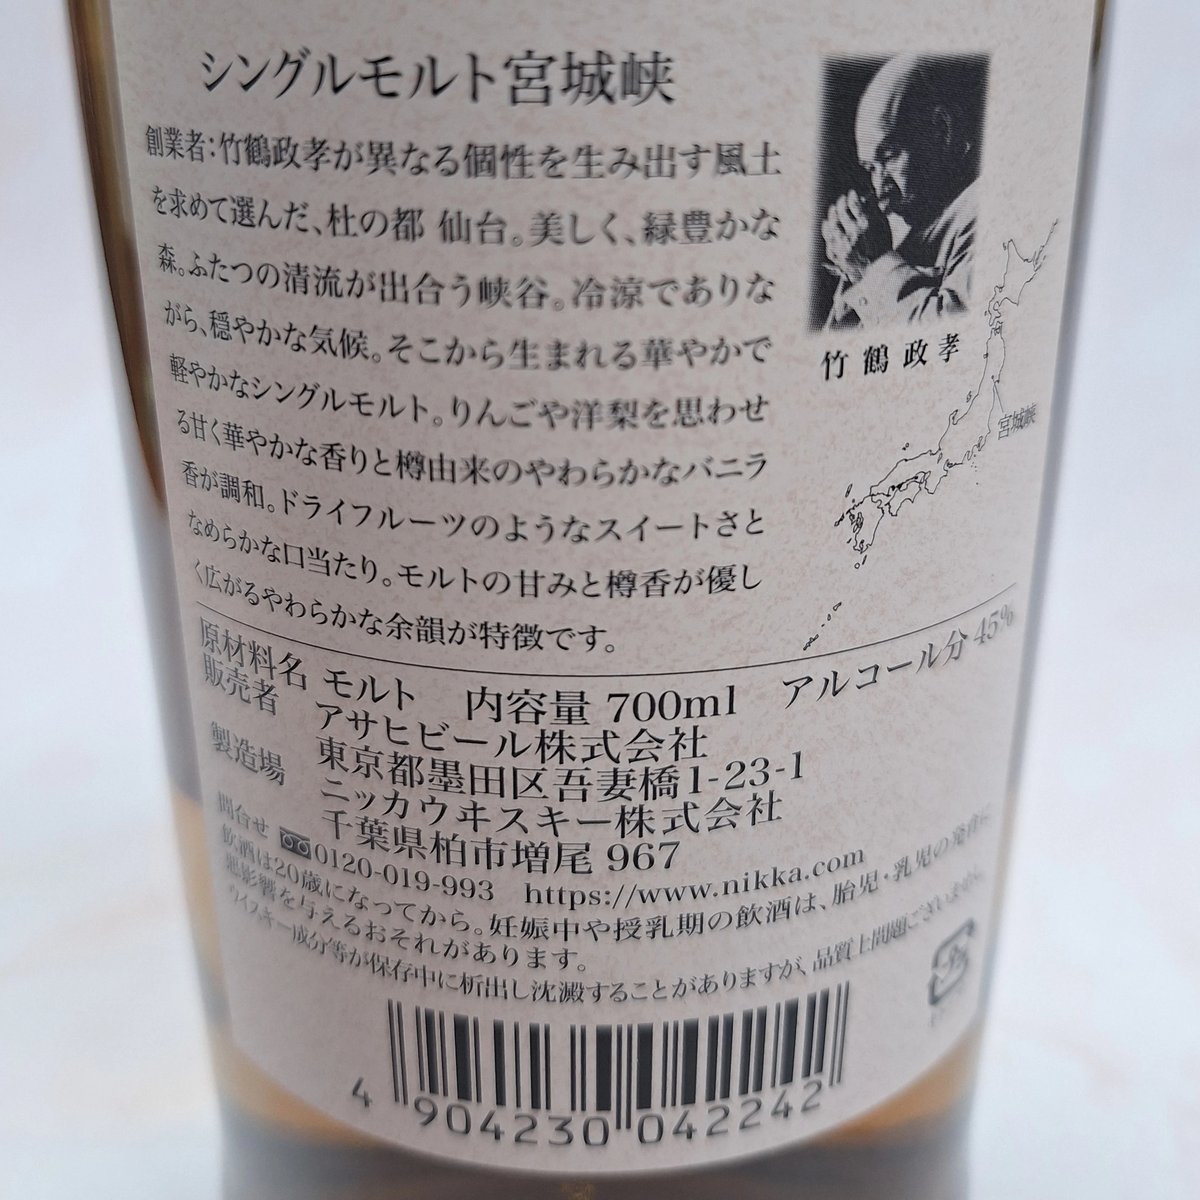 シングルモルト宮城峡
創業者:竹鶴政孝が異なる個性を生み出す風土
を求めて選んだ、杜の都 仙台。美しく、緑豊かな
森。ふたつの清流が出合う峡谷。冷涼でありな
がら、穏やかな気候。そこから生まれる華やかで
軽やかなシングルモルト。りんごや洋梨を思わせ
る甘く華やかな香りと樽由来のやわらかなバニラ
香が調和。ドライフルーツのようなスイートさと
なめらかな口当たり。モルトの甘みと樽香が優し
く広がるやわらかな余韻が特徴です。
竹鶴政孝
宮城峡
原材料名 モルト 内容量 700ml アルコール分 45%
販売者 アサヒビール株式会社
東京都墨田区吾妻橋1-23-1
製造場 ニッカウヰスキー株式会社
千葉県柏市増尾 967
問合せ 0120-019-993 https://www.nikka.com
飲酒は20歳になってから。妊娠中や授乳期の飲酒は、胎児・乳児の発育に
悪影響を与えるおそれがあります。
ウイスキー成分等が保存中に析出し沈澱することがありますが、品質上問題ございません。
4 904230 042242